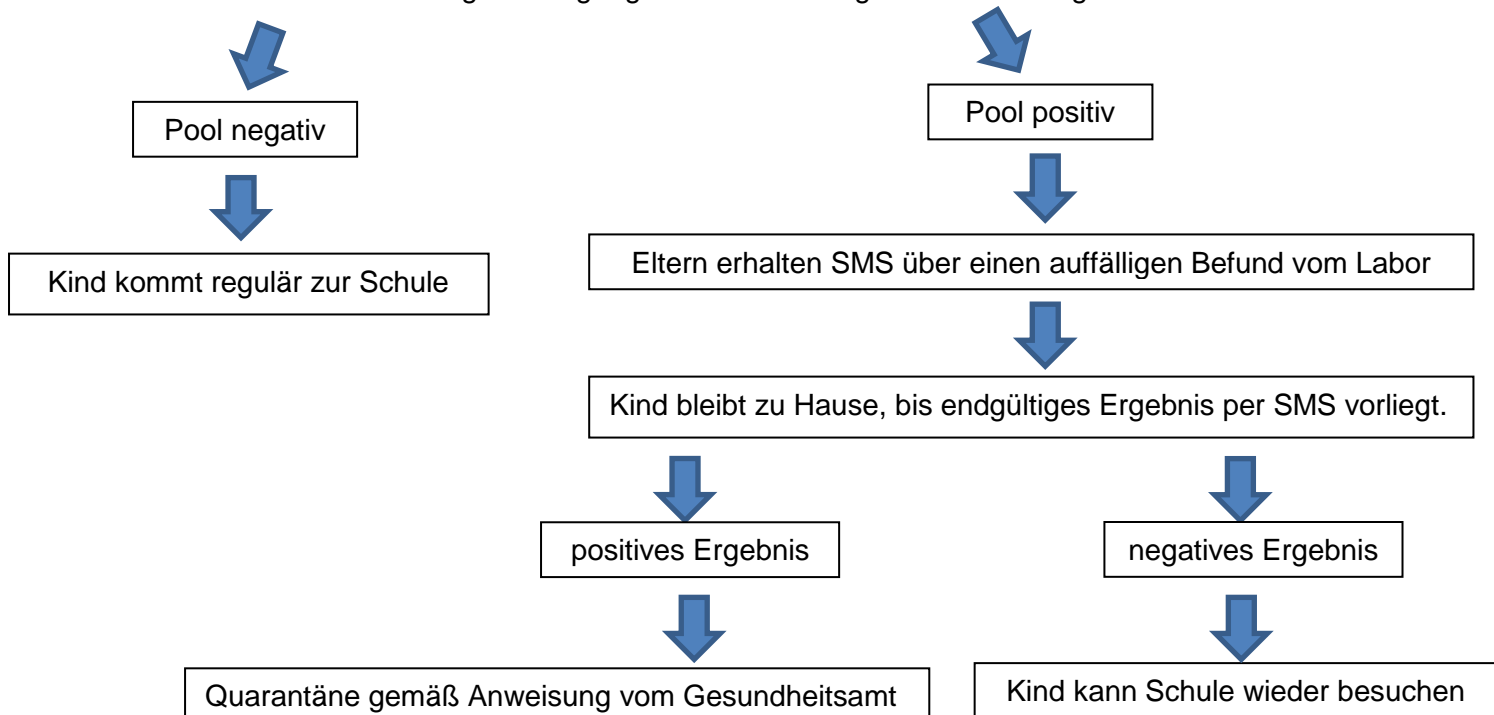 Pool negativ
Pool positiv
Kind kommt regulär zur Schule
Eltern erhalten SMS über einen auffälligen Befund vom Labor
Kind bleibt zu Hause, bis endgültiges Ergebnis per SMS vorliegt.
positives Ergebnis
negatives Ergebnis
Quarantäne gemäß Anweisung vom Gesundheitsamt
Kind kann Schule wieder besuchen